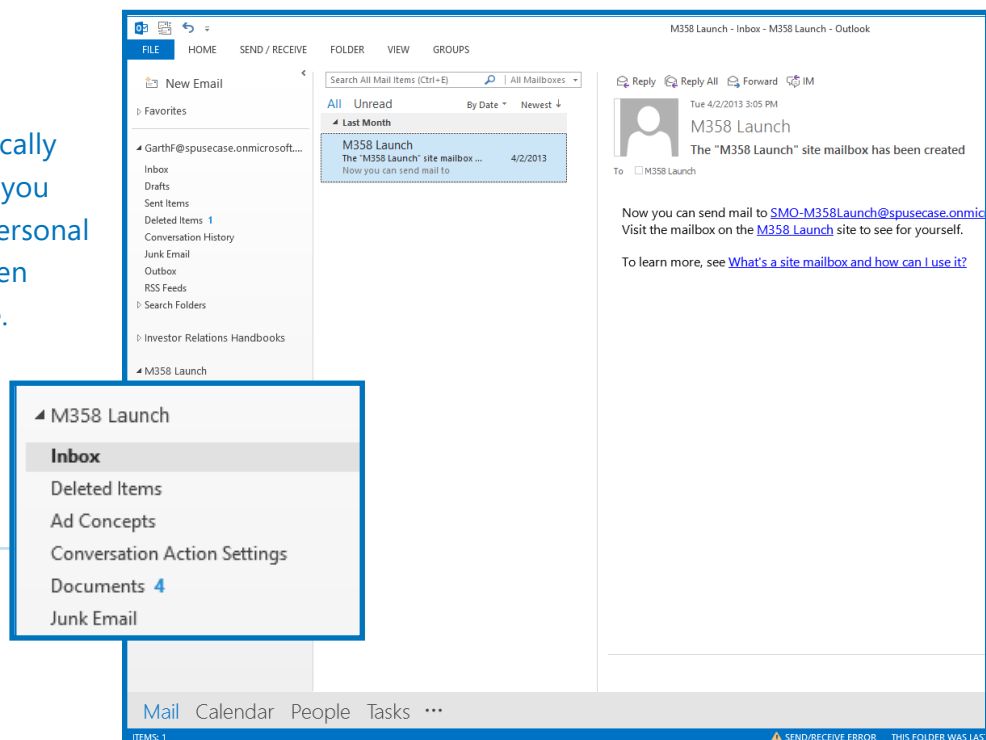 M358 Launch - Inbox - M358 Launch - Outlook
FILE HOME SEND / RECEIVE FOLDER VIEW GROUPS
New Email
Favorites
GarthF@spusecase.onmicrosoft....
Inbox
Drafts
Sent Items
Deleted Items 1
Conversation History
Junk Email
Outbox
RSS Feeds
Search Folders
Investor Relations Handbooks
M358 Launch
Search All Mail Items (Ctrl+E) All Mailboxes
All Unread By Date Newest ↓
Last Month
M358 Launch
The "M358 Launch" site mailbox ... 4/2/2013
Now you can send mail to
Reply Reply All Forward IM
Tue 4/2/2013 3:05 PM
M358 Launch
The "M358 Launch" site mailbox has been created
To M358 Launch
Now you can send mail to SMO-M358Launch@spusecase.onmic
Visit the mailbox on the M358 Launch site to see for yourself.
To learn more, see What's a site mailbox and how can I use it?
cally
you
ersonal
en
.
M358 Launch
Inbox
Deleted Items
Ad Concepts
Conversation Action Settings
Documents 4
Junk Email
Mail Calendar People Tasks ...
ITEMS: 1 SEND/RECEIVE ERROR THIS FOLDER WAS LAST